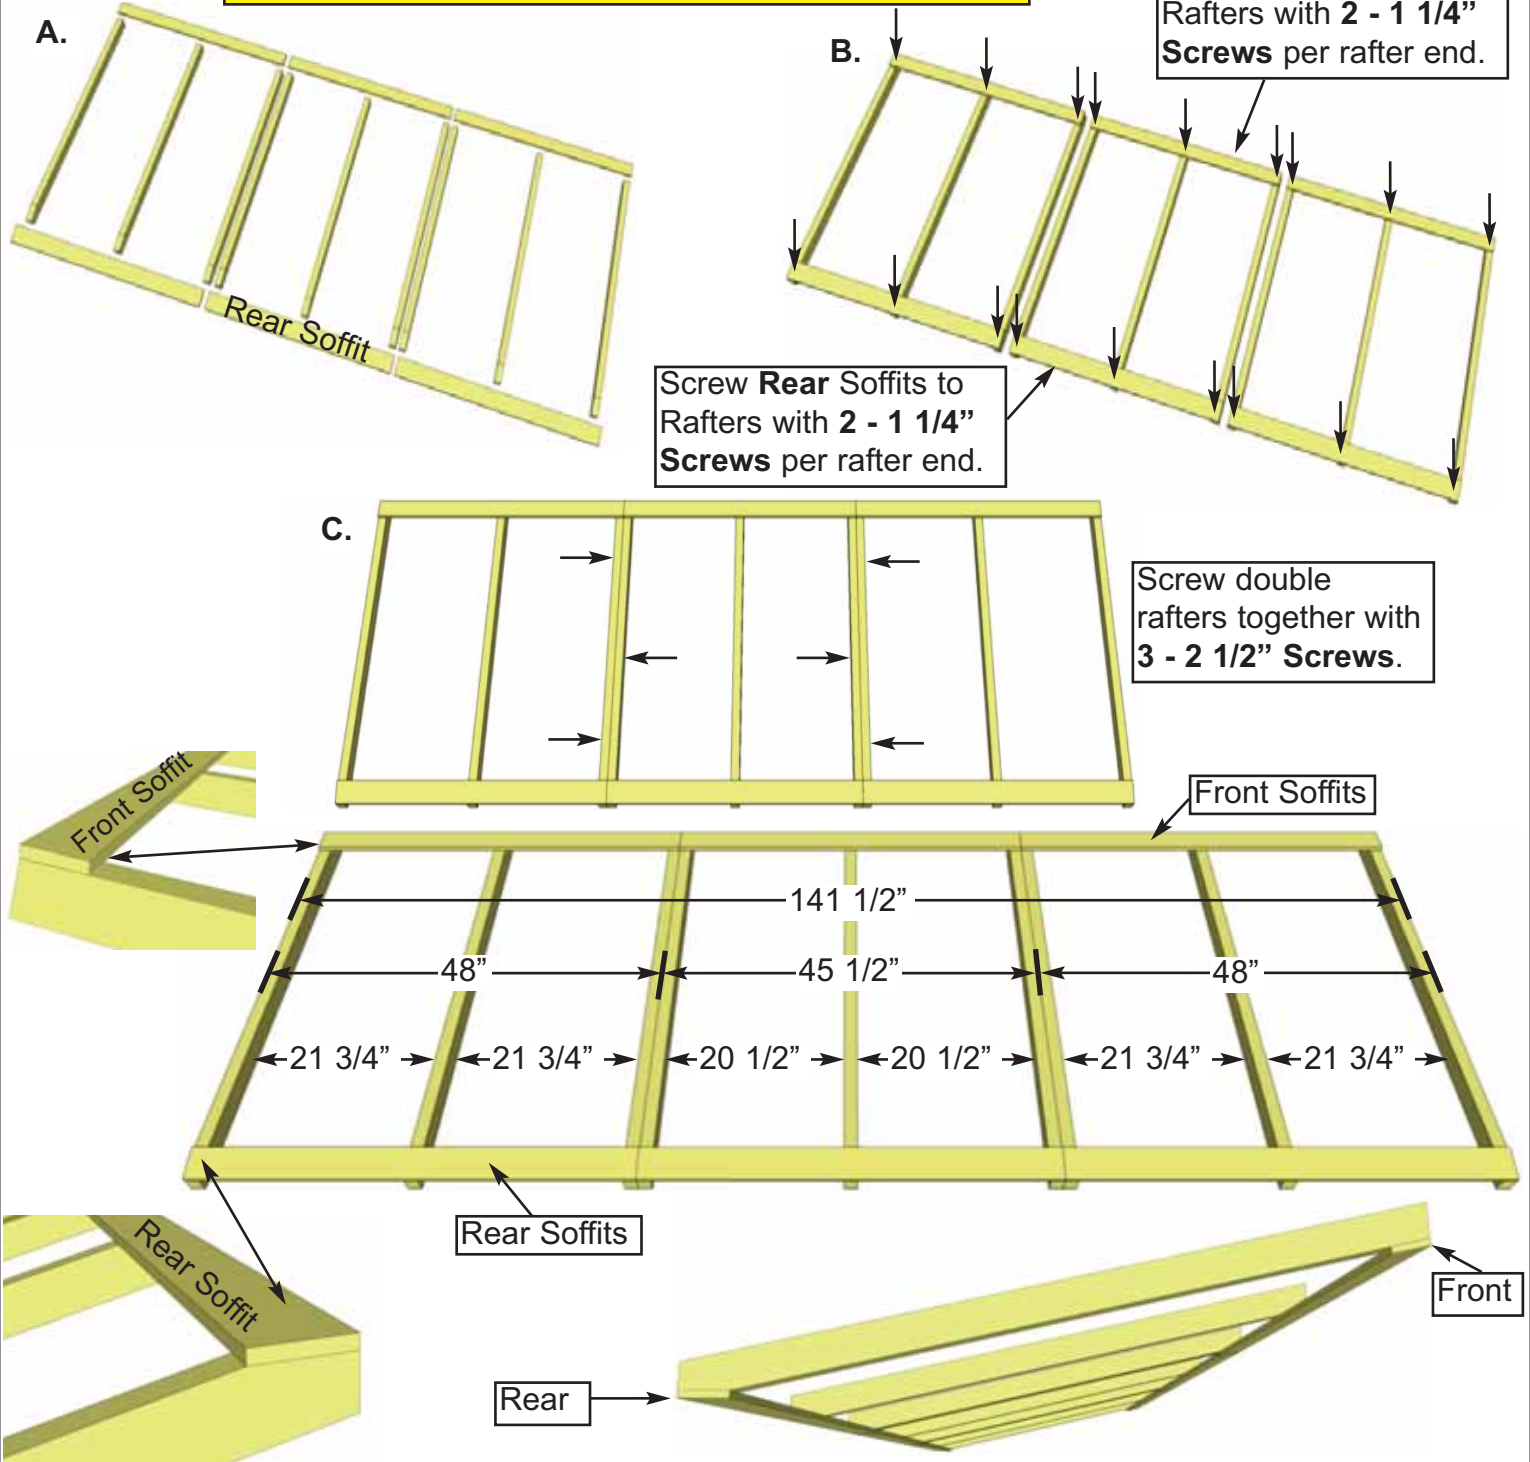 A.
B.
Rafters with 2 - 1 1/4”
Screws per rafter end.
Rear Soffit
Screw Rear Soffits to
Rafters with 2 - 1 1/4”
Screws per rafter end.
C.
Screw double
rafters together with
3 - 2 1/2” Screws.
Front Soffit
Front Soffits
141 1/2”
48”
45 1/2”
48”
21 3/4”
21 3/4”
20 1/2”
20 1/2”
21 3/4”
21 3/4”
Rear Soffits
Rear Soffit
Front
Rear